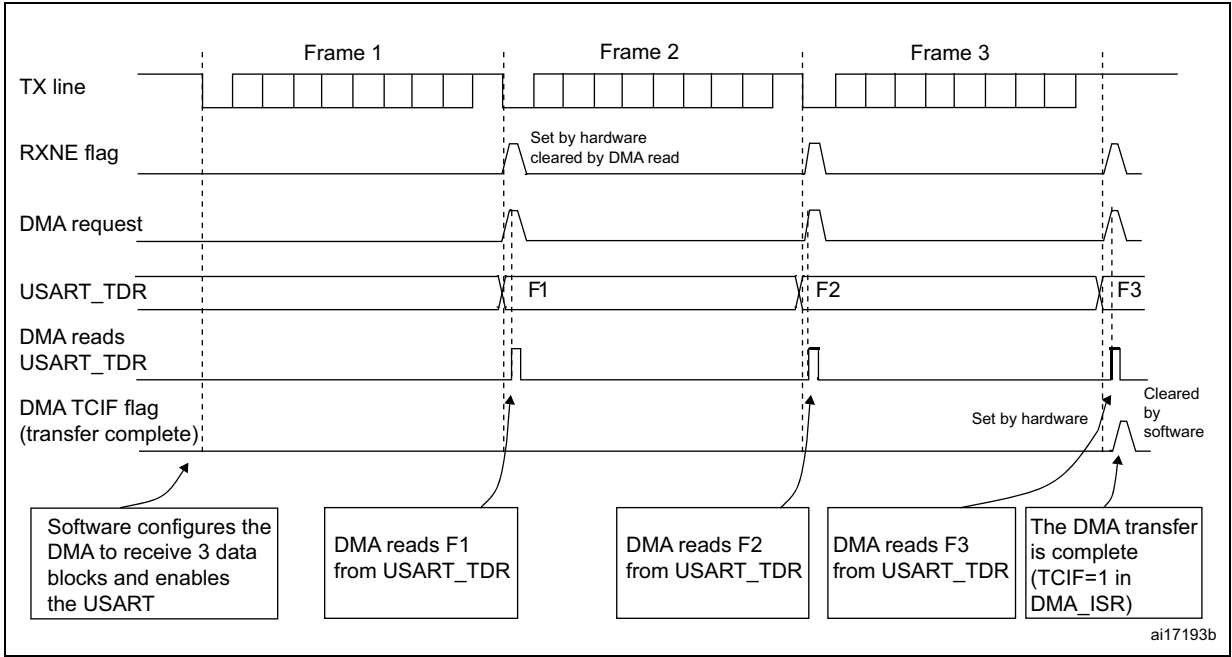 Frame 1
Frame 2
Frame 3
TX line
RXNE flag
Set by hardware
cleared by DMA read
DMA request
USART_TDR
F1
F2
F3
DMA reads
USART_TDR
DMA TCIF flag
(transfer complete)
Set by hardware
Cleared
by
software
Software configures the
DMA to receive 3 data
blocks and enables
the USART
DMA reads F1
from USART_TDR
DMA reads F2
from USART_TDR
DMA reads F3
from USART_TDR
The DMA transfer
is complete
(TCIF=1 in
DMA_ISR)
ai17193b